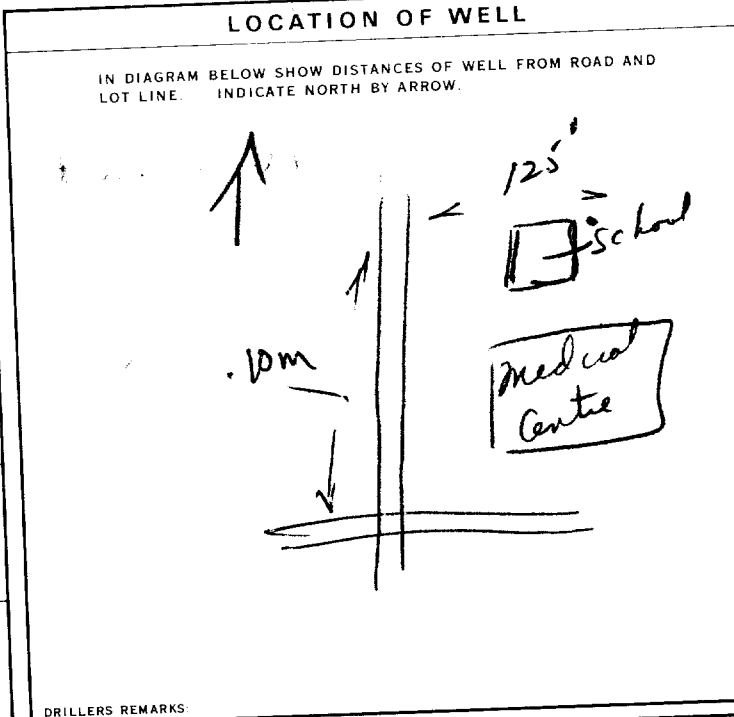 LOCATION OF WELL
IN DIAGRAM BELOW SHOW DISTANCES OF WELL FROM ROAD AND
LOT LINE. INDICATE NORTH BY ARROW.
125'
School
.10m
Medical
Centre
DRILLERS REMARKS: